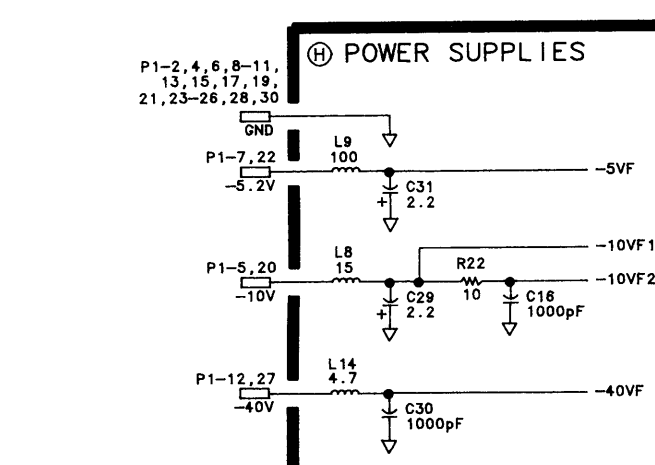 H POWER SUPPLIES
P1-2,4,6,8-11,
13,15,17,19,
21,23-26,28,30
GND
L9
100
P1-7,22
-5.2V
-5VF
C31
+ 2.2
-10VF1
L8
15
R22
10
P1-5,20
-10V
-10VF2
C29
+ 2.2
C16
1000pF
L14
4.7
P1-12,27
-40V
-40VF
C30
1000pF